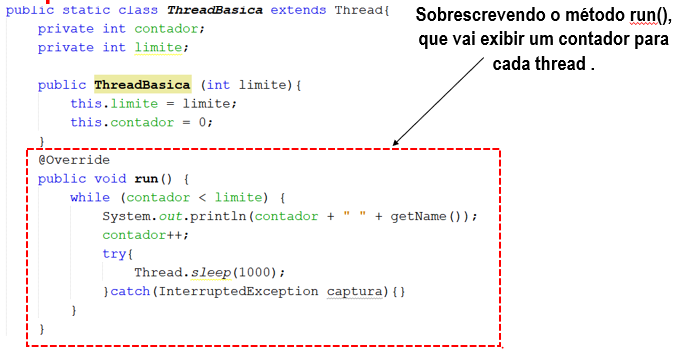 public static class ThreadBasica extends Thread{
    private int contador;
    private int limite;
    public ThreadBasica (int limite){
        this.limite = limite;
        this.contador = 0;
    }
    @Override
    public void run() {
        while (contador < limite) {
            System.out.println(contador + " " + getName());
            contador++;
            try{
                Thread.sleep(1000);
            }catch(InterruptedException captura){}
        }
    }
Sobrescrevendo o método run(),
que vai exibir um contador para
cada thread .